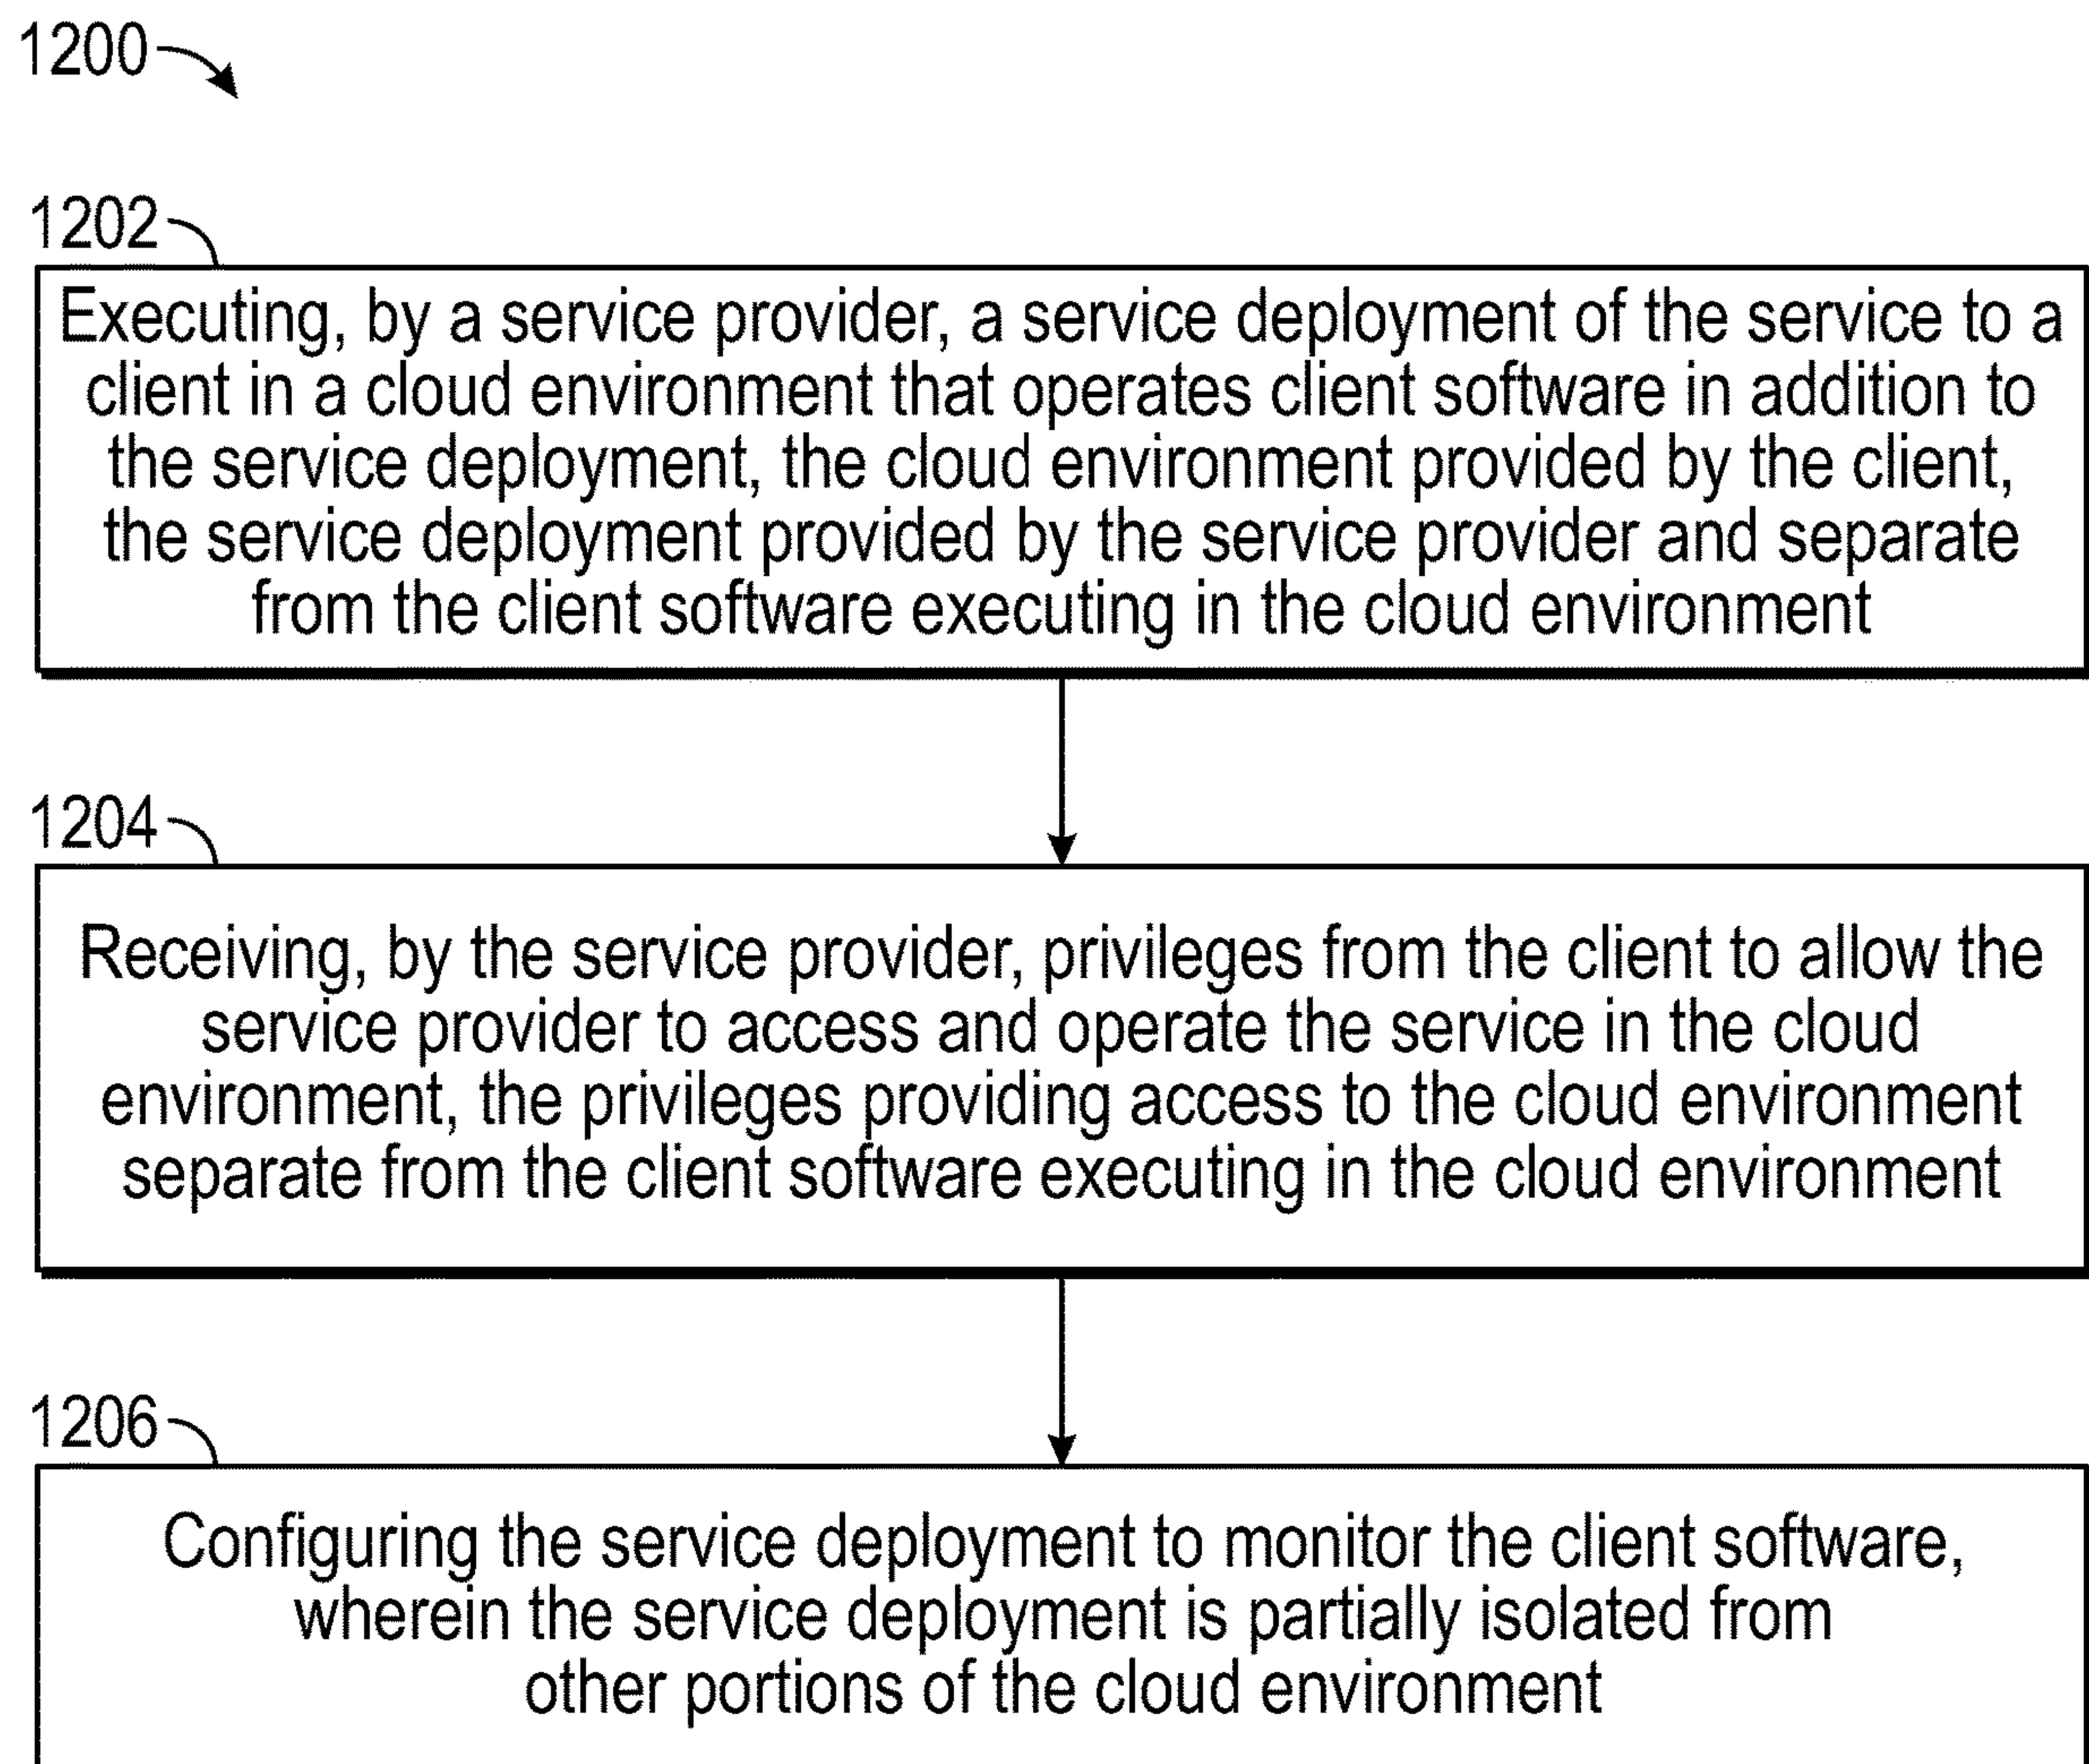 1200
1202
Executing, by a service provider, a service deployment of the service to a
client in a cloud environment that operates client software in addition to
the service deployment, the cloud environment provided by the client,
the service deployment provided by the service provider and separate
from the client software executing in the cloud environment
1204
Receiving, by the service provider, privileges from the client to allow the
service provider to access and operate the service in the cloud
environment, the privileges providing access to the cloud environment
separate from the client software executing in the cloud environment
1206
Configuring the service deployment to monitor the client software,
wherein the service deployment is partially isolated from
other portions of the cloud environment